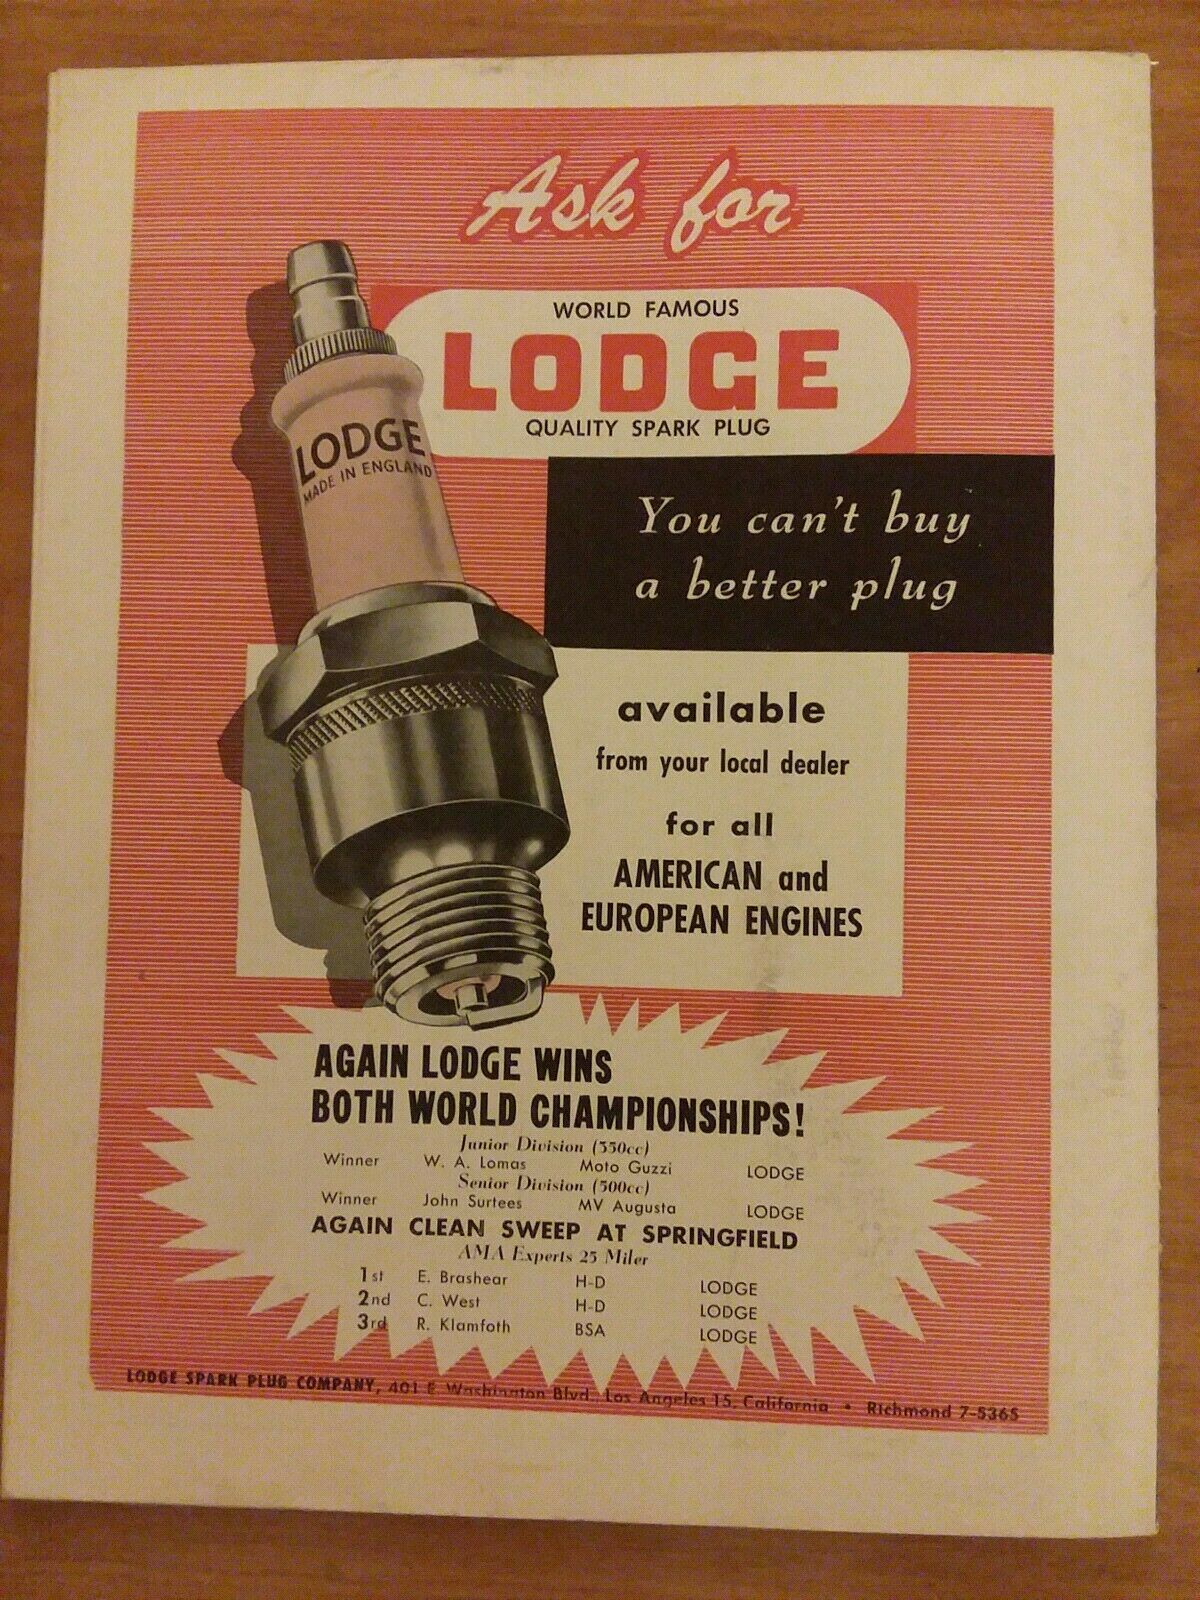 Ask for
WORLD FAMOUS
LODGE
QUALITY SPARK PLUG
LODGE
MADE IN ENGLAND
You can't buy
a better plug
available
from your local dealer
for all
AMERICAN and
EUROPEAN ENGINES
AGAIN LODGE WINS
BOTH WORLD CHAMPIONSHIPS!
Junior Division (350cc)
Winner W. A. Lomas Moto Guzzi LODGE
Senior Division (500cc)
Winner John Surtees MV Augusta LODGE
AGAIN CLEAN SWEEP AT SPRINGFIELD
AMA Experts 25 Miler
1st E. Brashear H-D LODGE
2nd C. West H-D LODGE
3rd R. Klamfoth BSA LODGE
LODGE SPARK PLUG COMPANY, 401 E. Washington Blvd., Los Angeles 15, California • Richmond 7-5365